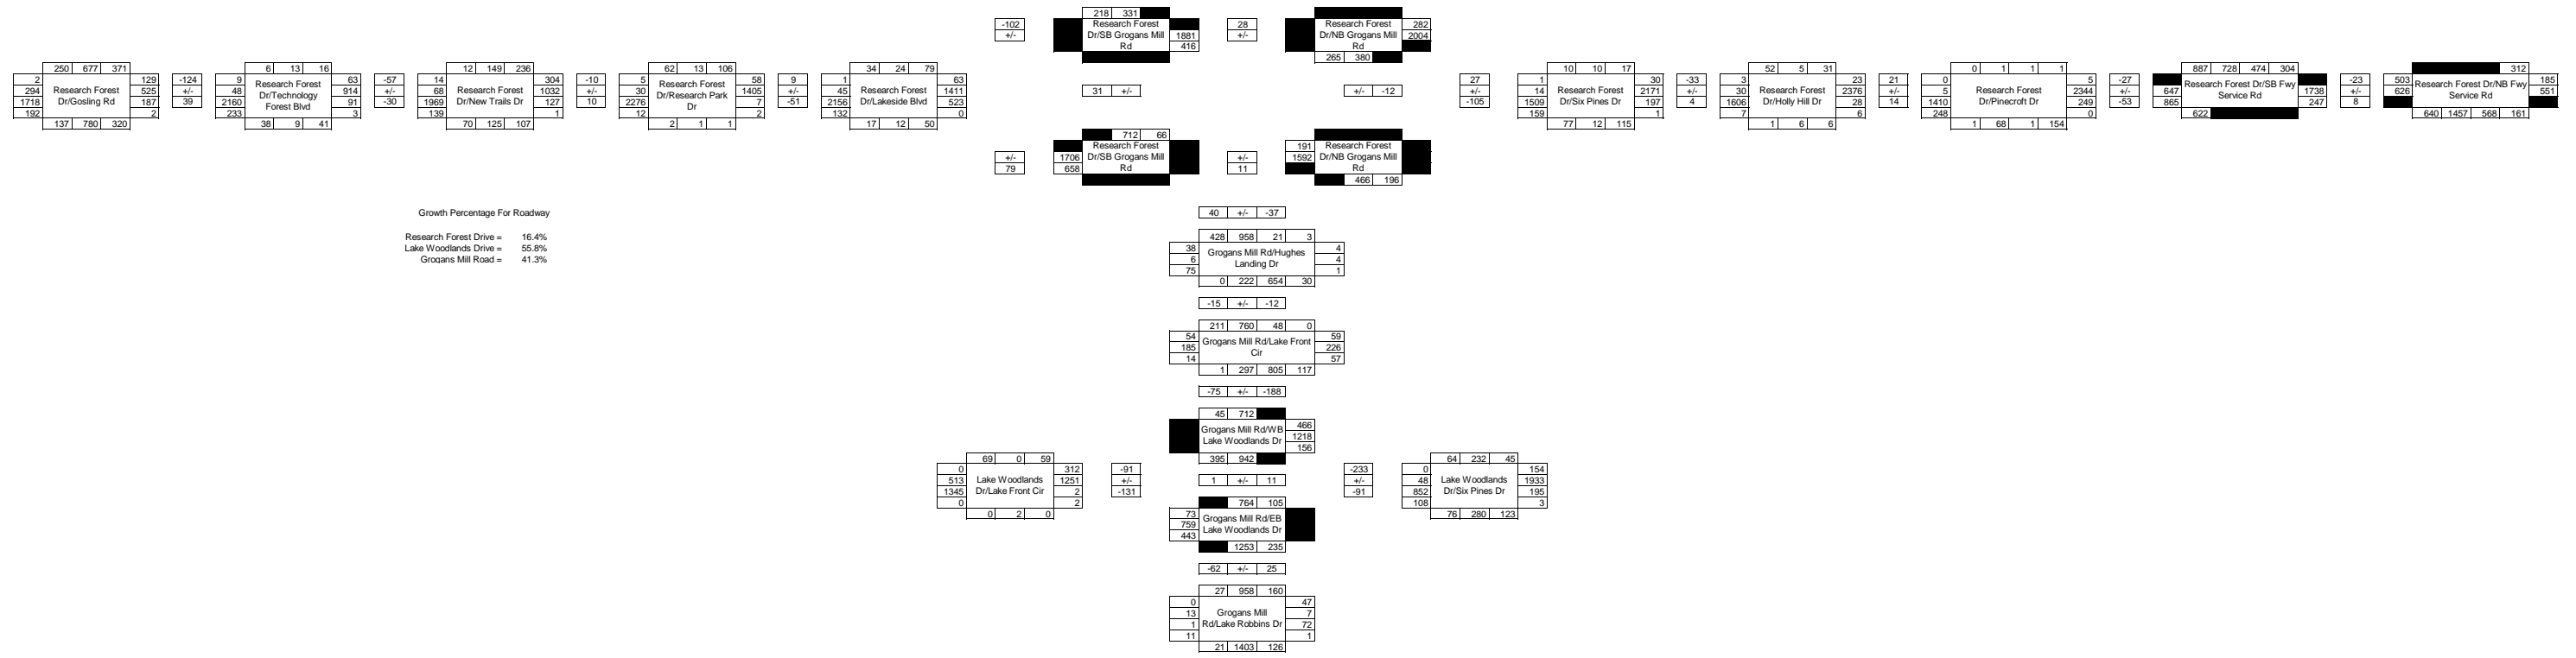 218 331
-102 Research Forest 28 Research Forest 282
+/- Dr/SB Grogans Mill 1881 +/- Dr/NB Grogans Mill 2004
Rd 416 Rd
265 380
250 677 371 6 13 16 12 149 236 62 13 106 34 24 79 10 10 17 52 5 31 0 1 1 1 887 728 474 304 312
2 129 -124 9 63 -57 14 304 -10 5 58 9 1 63 27 1 30 -33 3 23 21 0 5 -27 -23 503 185
294 Research Forest 525 +/- 48 Research Forest 914 +/- 68 Research Forest 1032 +/- 30 Research Forest 1405 +/- 45 Research Forest 1411 31 +/- +/- -12 +/- 14 Research Forest 2171 +/- 30 Research Forest 2376 +/- 5 Research Forest 2344 +/- 647 Research Forest Dr/SB Fwy 1738 +/- 626 Research Forest Dr/NB Fwy 551
1718 Dr/Gosling Rd 187 39 2160 Dr/Technology 91 -30 1969 Dr/New Trails Dr 127 10 2276 Dr/Research Park 7 -51 2156 Dr/Lakeside Blvd 523 -105 1509 Dr/Six Pines Dr 197 4 1606 Dr/Holly Hill Dr 28 14 1410 Dr/Pinecroft Dr 249 -53 865 Service Rd 247 8 Service Rd
192 2 233 Forest Blvd 3 139 1 12 Dr 2 132 0 159 1 7 6 248 0
137 780 320 38 9 41 70 125 107 2 1 1 17 12 50 77 12 115 1 6 6 1 68 1 154 622 640 1457 568 161
712 66
Research Forest 191 Research Forest
+/- 1706 Dr/SB Grogans Mill +/- 1592 Dr/NB Grogans Mill
79 658 Rd 11 Rd
466 196
Growth Percentage For Roadway
40 +/- -37
Research Forest Drive = 16.4%
Lake Woodlands Drive = 55.8%
Grogans Mill Road = 41.3%
428 958 21 3
38 4
6 Grogans Mill Rd/Hughes 4
75 Landing Dr 1
0 222 654 30
-15 +/- -12
211 760 48 0
54 59
185 Grogans Mill Rd/Lake Front 226
14 Cir 57
1 297 805 117
-75 +/- -188
45 712
466
Grogans Mill Rd/WB 1218
Lake Woodlands Dr 156
395 942
69 0 59 64 232 45
0 312 -91 -233 0 154
513 Lake Woodlands 1251 +/- 1 +/- 11 +/- 48 Lake Woodlands 1933
1345 Dr/Lake Front Cir 2 -131 -91 852 Dr/Six Pines Dr 195
0 2 108 3
0 2 0 76 280 123
764 105
73
759 Grogans Mill Rd/EB
443 Lake Woodlands Dr
1253 235
-62 +/- 25
27 958 160
0 47
13 Grogans Mill 7
1 Rd/Lake Robbins Dr 72
11 1
21 1403 126